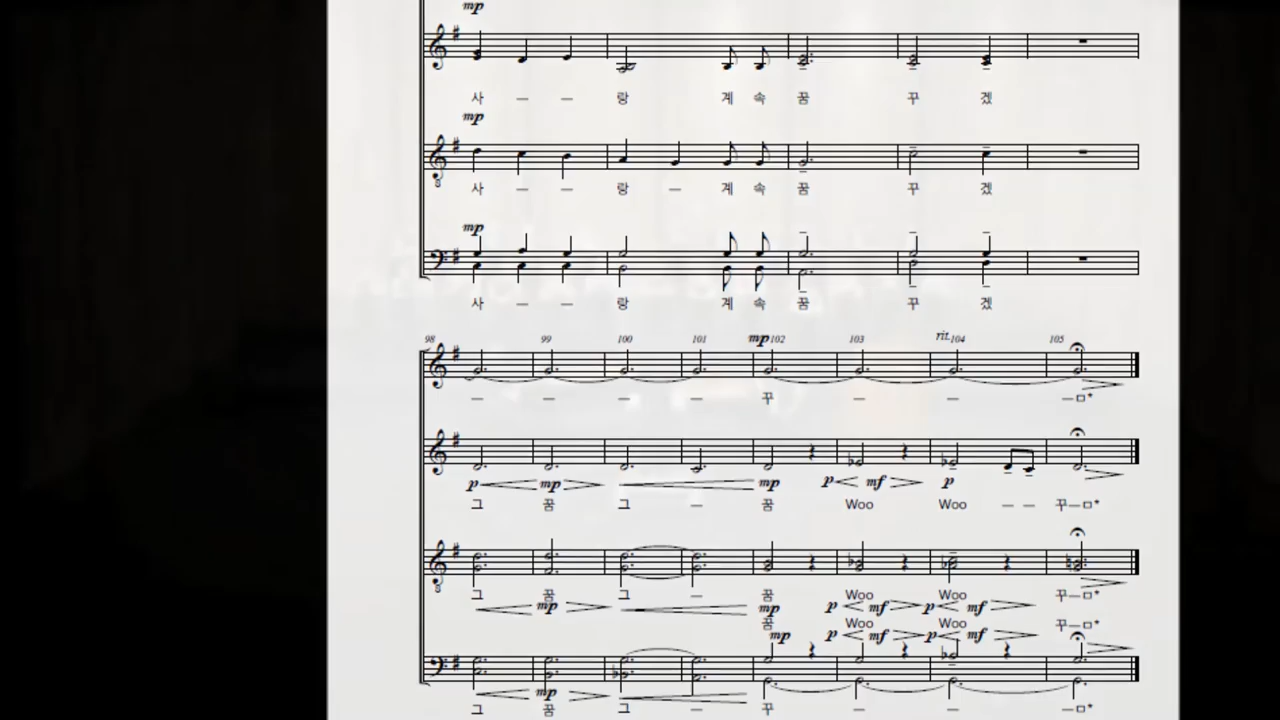 mp
사 — — 랑 계 속 꿈 꾸 겠
mp
사 — — 랑 — 계 속 꿈 꾸 겠
mp
사 — — 랑 계 속 꿈 꾸 겠
98 99 100 101 mp 102 103 rit. 104 105
— — — — 꾸 — — —ㅁ*
p mp mp p mf p
그 꿈 그 — 꿈 Woo Woo — — 꾸—ㅁ*
8
그 꿈 그 — 꿈 Woo Woo 꾸—ㅁ*
mp mp p mf p mf
꿈 Woo Woo 꾸—ㅁ*
mp p mf p mf
mp
그 꿈 그 — 꾸 — — —ㅁ*